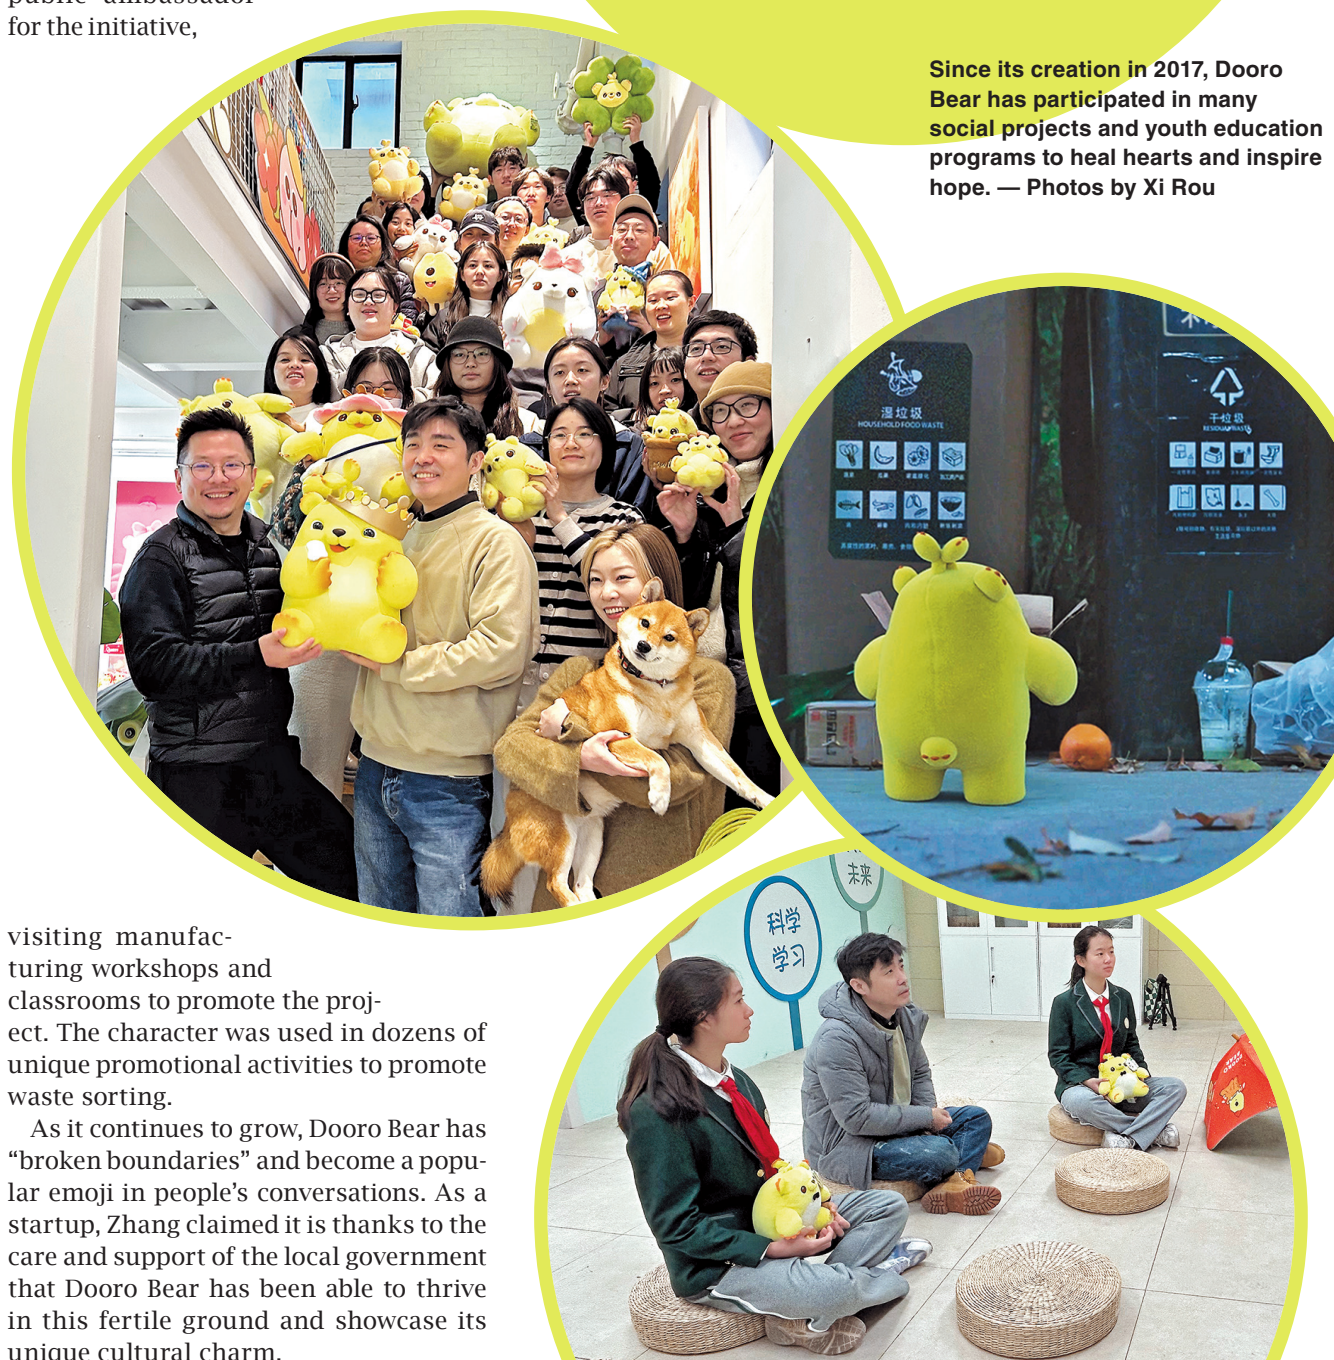 public ambassador
for the initiative,
Since its creation in 2017, Dooro
Bear has participated in many
social projects and youth education
programs to heal hearts and inspire
hope. — Photos by Xi Rou
湿垃圾
HOUSEHOLD FOOD WASTE
干垃圾
RESIDUAL WASTE
未来
科学
学习
visiting manufac-
turing workshops and
classrooms to promote the proj-
ect. The character was used in dozens of
unique promotional activities to promote
waste sorting.
As it continues to grow, Dooro Bear has
“broken boundaries” and become a popu-
lar emoji in people’s conversations. As a
startup, Zhang claimed it is thanks to the
care and support of the local government
that Dooro Bear has been able to thrive
in this fertile ground and showcase its
unique cultural charm.